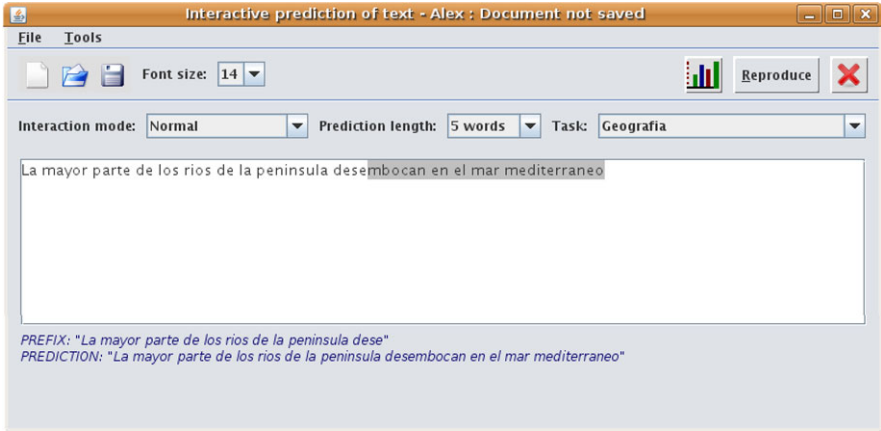 Interactive prediction of text - Alex : Document not saved
File Tools
Font size: 14 Reproduce
Interaction mode: Normal Prediction length: 5 words Task: Geografia
La mayor parte de los rios de la peninsula desembocan en el mar mediterraneo
PREFIX: "La mayor parte de los rios de la peninsula dese"
PREDICTION: "La mayor parte de los rios de la peninsula desembocan en el mar mediterraneo"